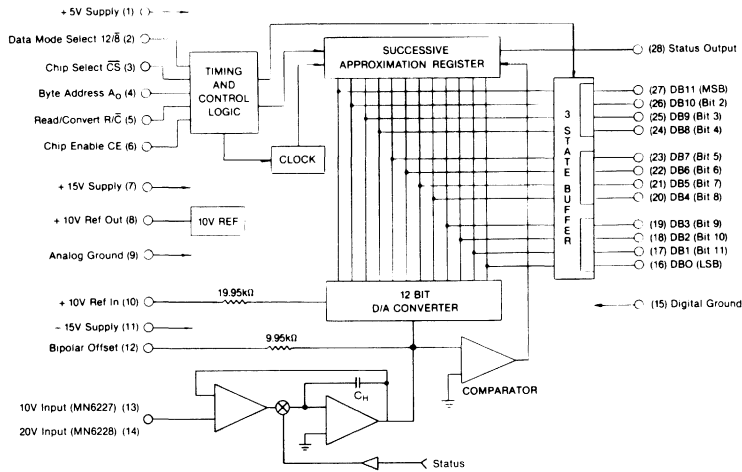 + 5V Supply (1)
Data Mode Select 12/8̅ (2)
Chip Select C̅S̅ (3)
Byte Address AO (4)
Read/Convert R/C̅ (5)
Chip Enable CE (6)
+ 15V Supply (7)
+ 10V Ref Out (8)
Analog Ground (9)
+ 10V Ref In (10)
− 15V Supply (11)
Bipolar Offset (12)
10V Input (MN6227) (13)
20V Input (MN6228) (14)
TIMING
AND
CONTROL
LOGIC
CLOCK
10V REF
19.95kΩ
9.95kΩ
SUCCESSIVE
APPROXIMATION REGISTER
12 BIT
D/A CONVERTER
CH
COMPARATOR
Status
3 STATE BUFFER
(28) Status Output
(27) DB11 (MSB)
(26) DB10 (Bit 2)
(25) DB9 (Bit 3)
(24) DB8 (Bit 4)
(23) DB7 (Bit 5)
(22) DB6 (Bit 6)
(21) DB5 (Bit 7)
(20) DB4 (Bit 8)
(19) DB3 (Bit 9)
(18) DB2 (Bit 10)
(17) DB1 (Bit 11)
(16) DBO (LSB)
(15) Digital Ground